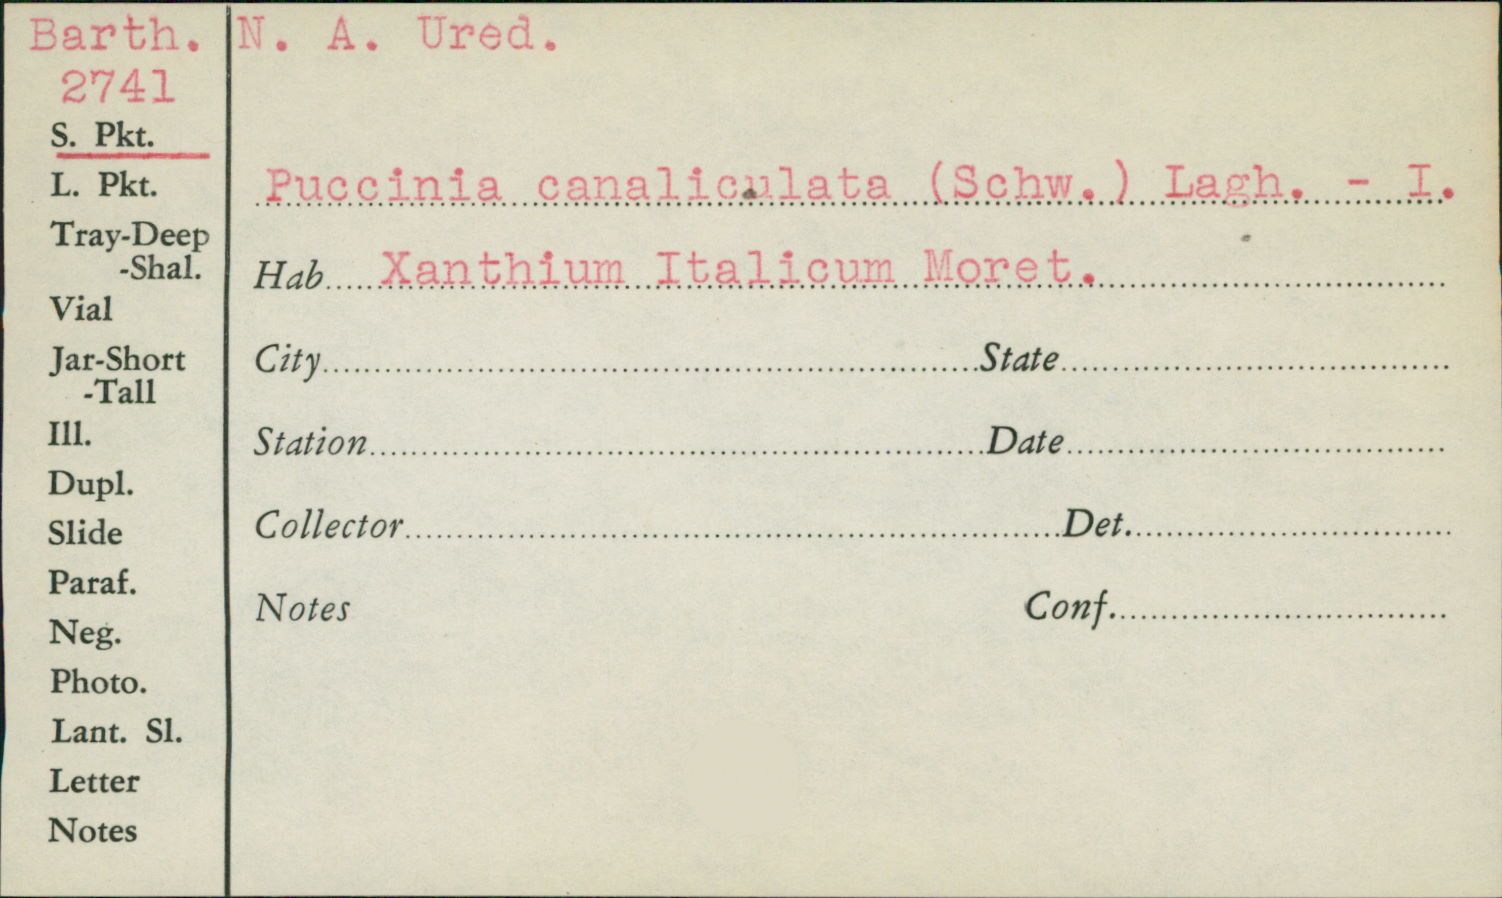 Barth. N. A. Ured.
2741
S. Pkt.
L. Pkt.
Tray-Deep
-Shal.
Vial
Jar-Short
-Tall
Ill.
Dupl.
Slide
Paraf.
Neg.
Photo.
Lant. Sl.
Letter
Notes
Puccinia canaliculata (Schw.) Lagh. - I.
Hab. Xanthium Italicum Moret.
City State
Station Date
Collector Det.
Notes Conf.